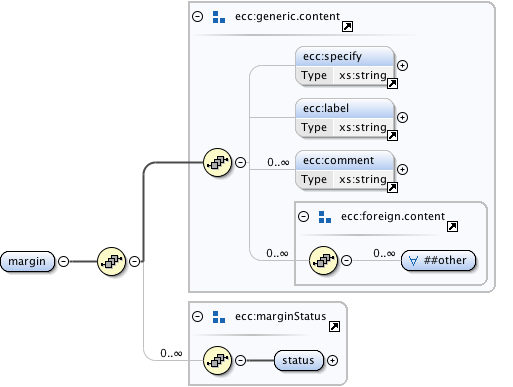 ecc:generic.content
ecc:specify
Type xs:string
ecc:label
Type xs:string
0..∞
ecc:comment
Type xs:string
ecc:foreign.content
margin
0..∞
0..∞
∀ ##other
ecc:marginStatus
0..∞
status